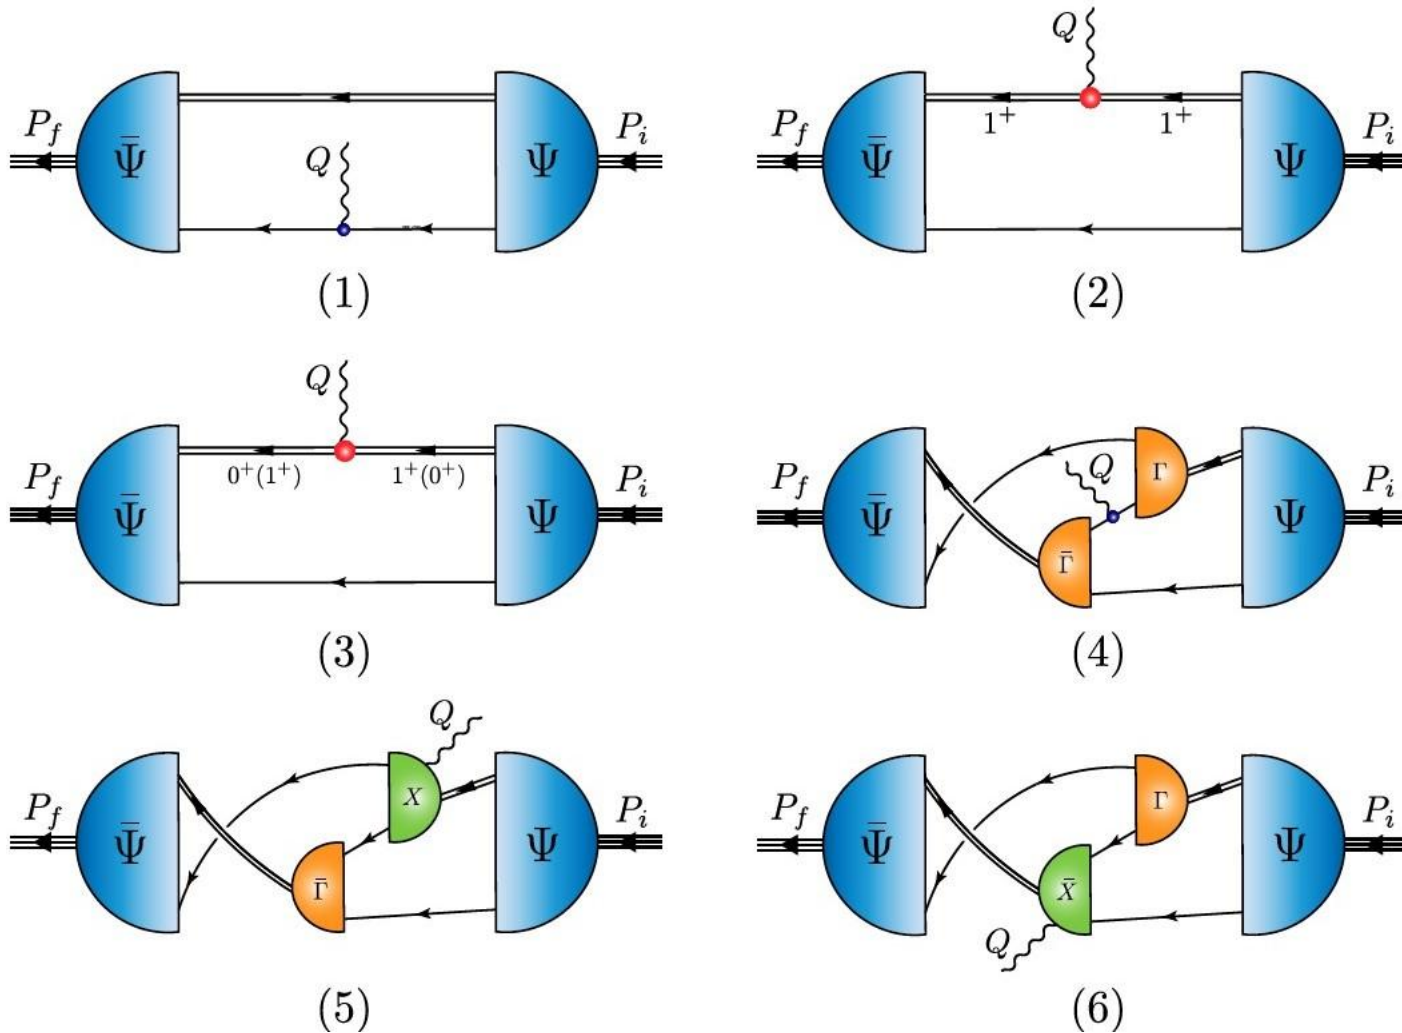 Q
P_f Ψ̄ Q Ψ P_i
(1)
Q
P_f Ψ̄ 1⁺ 1⁺ Ψ P_i
(2)
Q
P_f Ψ̄ 0⁺(1⁺) 1⁺(0⁺) Ψ P_i
(3)
P_f Ψ̄ Q Γ Γ̄ Ψ P_i
(4)
Q
P_f Ψ̄ X Γ̄ Ψ P_i
(5)
P_f Ψ̄ Γ X̄ Ψ P_i
Q
(6)